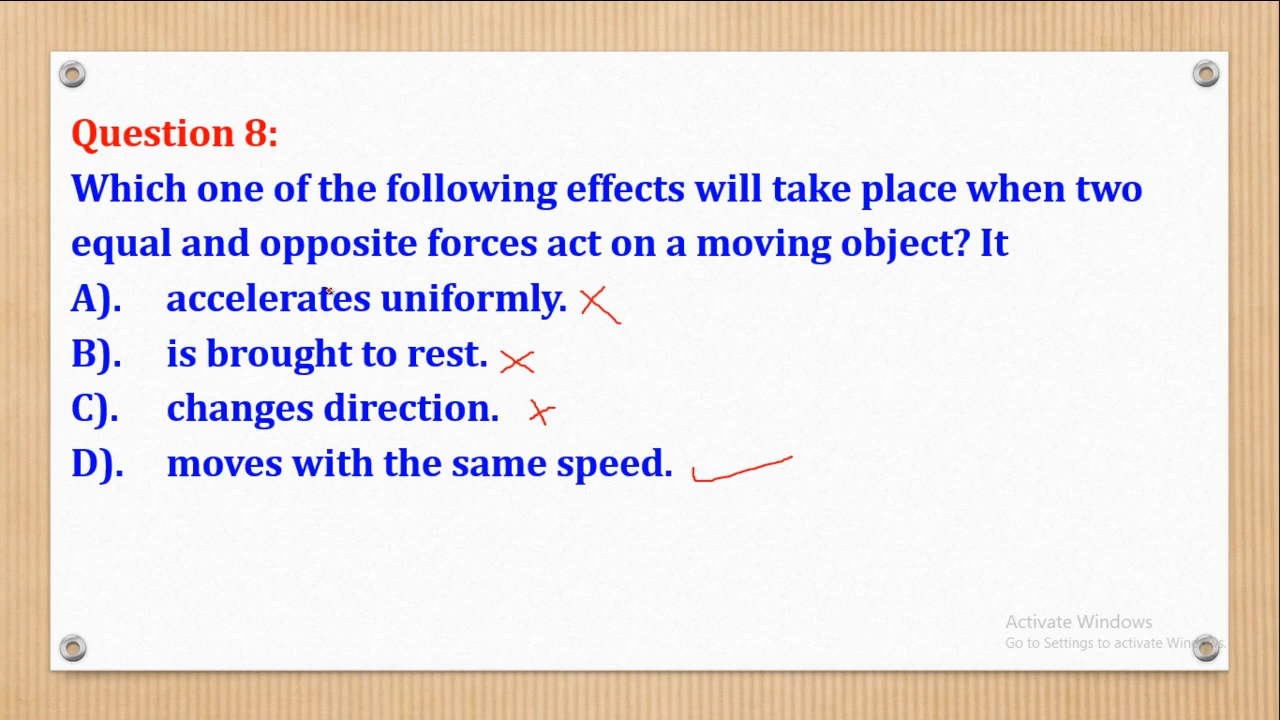 Question 8:
Which one of the following effects will take place when two
equal and opposite forces act on a moving object? It
A). accelerates uniformly.
B). is brought to rest.
C). changes direction.
D). moves with the same speed.
Activate Windows
Go to Settings to activate Windows.